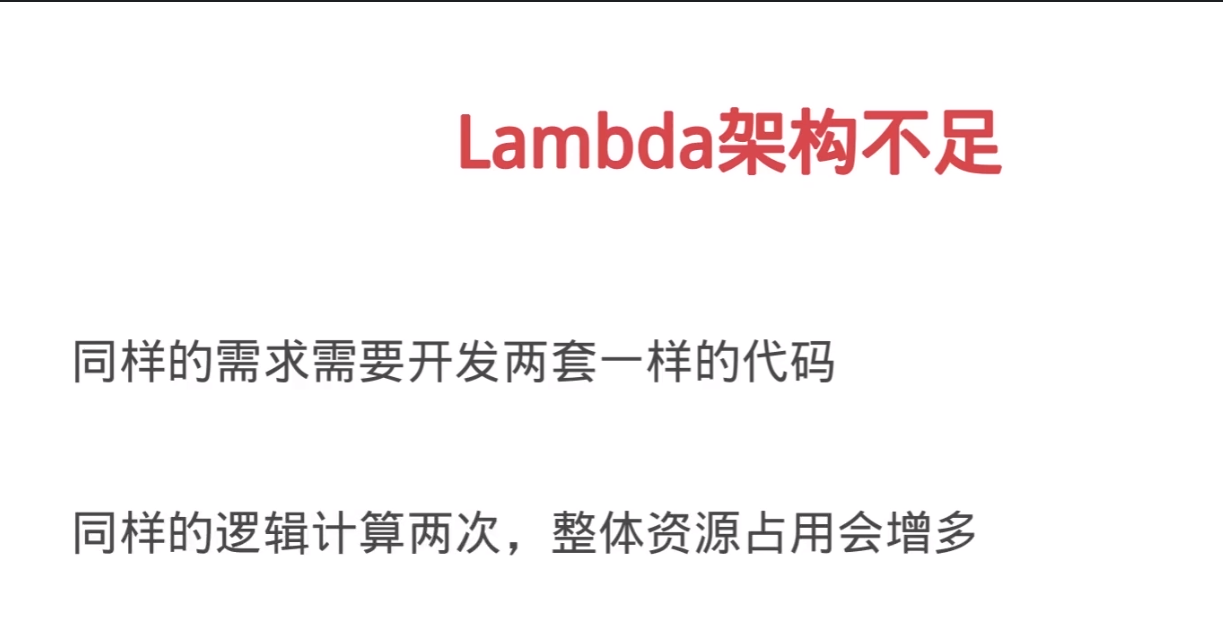 Lambda架构不足
同样的需求需要开发两套一样的代码
同样的逻辑计算两次，整体资源占用会增多